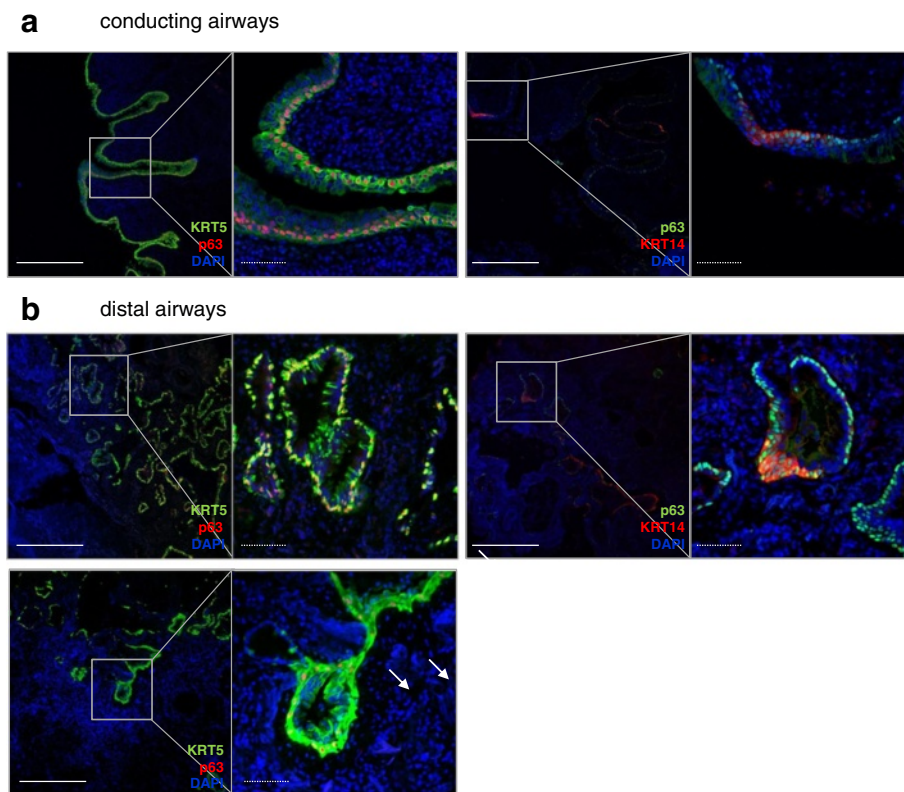 a conducting airways
KRT5
p63
DAPI
p63
KRT14
DAPI
b distal airways
KRT5
p63
DAPI
p63
KRT14
DAPI
KRT5
p63
DAPI